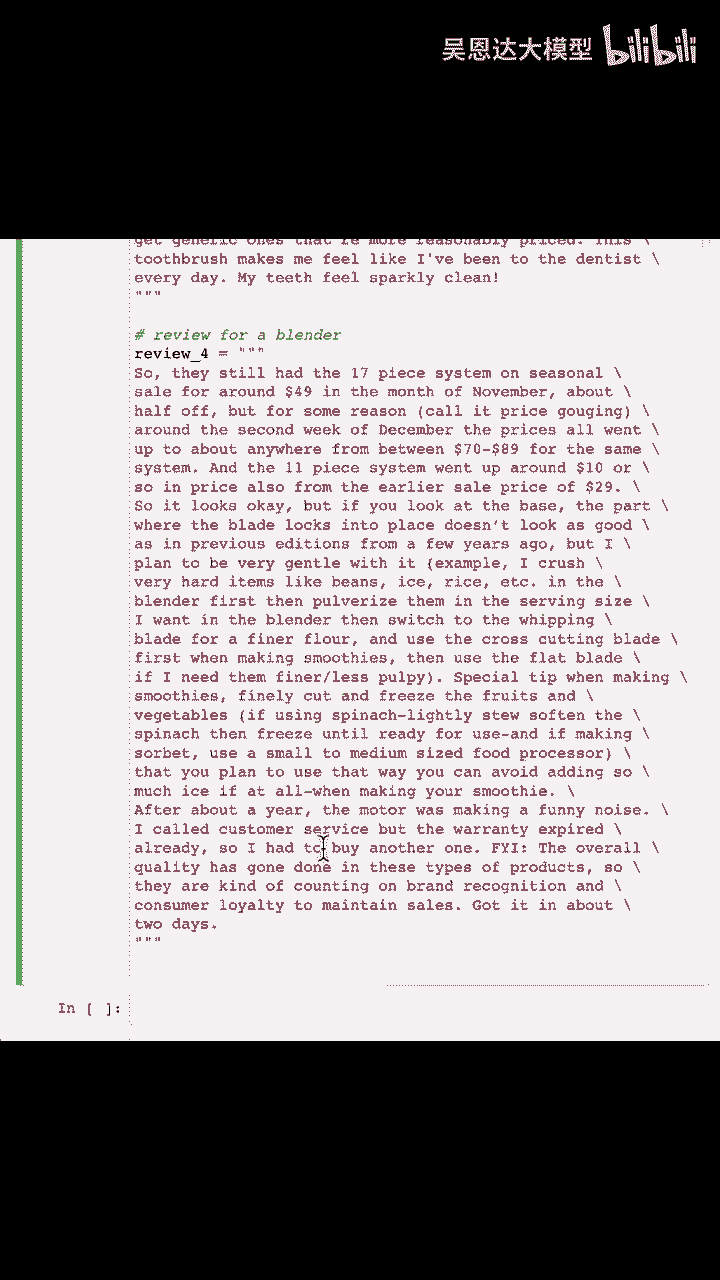 吴恩达大模型 bilibili
get generic ones that're more reasonably priced. This \
toothbrush makes me feel like I've been to the dentist \
every day. My teeth feel sparkly clean!
"""
# review for a blender
review_4 = """
So, they still had the 17 piece system on seasonal \
sale for around $49 in the month of November, about \
half off, but for some reason (call it price gouging) \
around the second week of December the prices all went \
up to about anywhere from between $70-$89 for the same \
system. And the 11 piece system went up around $10 or \
so in price also from the earlier sale price of $29. \
So it looks okay, but if you look at the base, the part \
where the blade locks into place doesn't look as good \
as in previous editions from a few years ago, but I \
plan to be very gentle with it (example, I crush \
very hard items like beans, ice, rice, etc. in the \
blender first then pulverize them in the serving size \
I want in the blender then switch to the whipping \
blade for a finer flour, and use the cross cutting blade \
first when making smoothies, then use the flat blade \
if I need them finer/less pulpy). Special tip when making \
smoothies, finely cut and freeze the fruits and \
vegetables (if using spinach-lightly stew soften the \
spinach then freeze until ready for use-and if making \
sorbet, use a small to medium sized food processor) \
that you plan to use that way you can avoid adding so \
much ice if at all-when making your smoothie. \
After about a year, the motor was making a funny noise. \
I called customer service but the warranty expired \
already, so I had to buy another one. FYI: The overall \
quality has gone done in these types of products, so \
they are kind of counting on brand recognition and \
consumer loyalty to maintain sales. Got it in about \
two days.
"""
In [ ]: